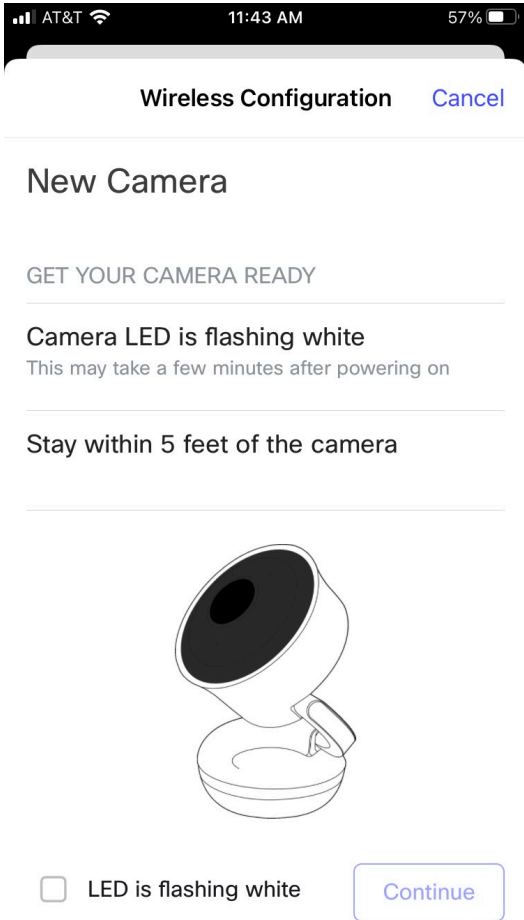 AT&T 11:43 AM 57%
Wireless Configuration Cancel
New Camera
GET YOUR CAMERA READY
Camera LED is flashing white
This may take a few minutes after powering on
Stay within 5 feet of the camera
LED is flashing white Continue